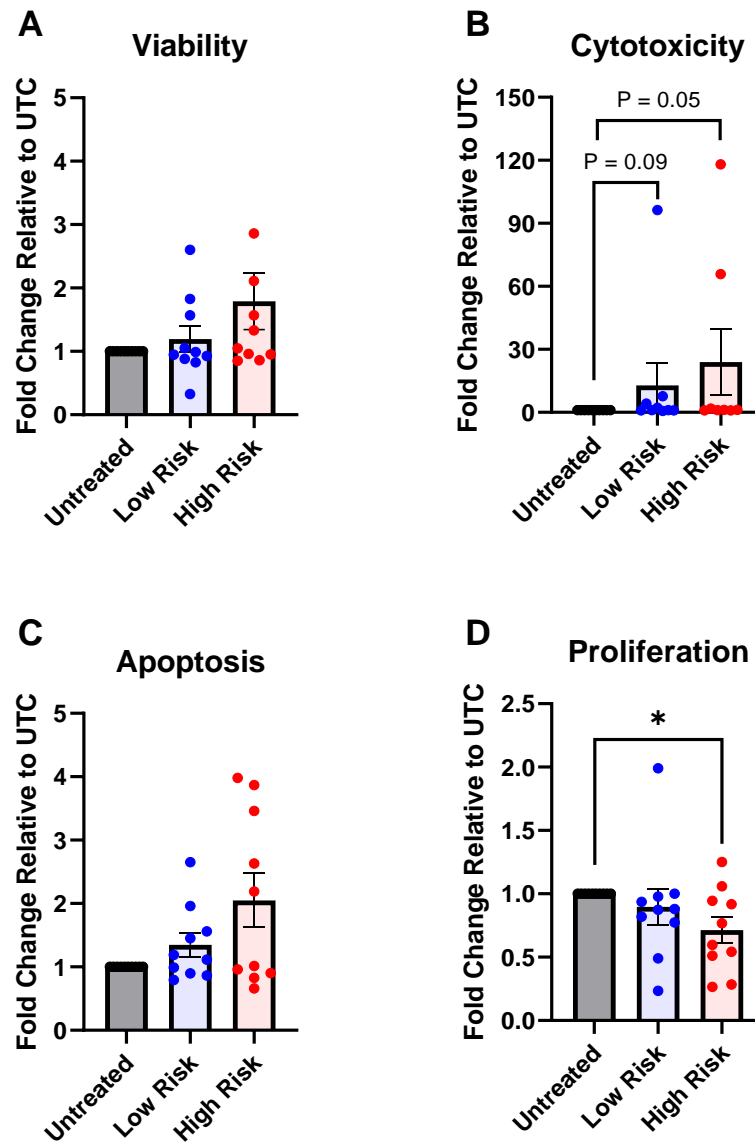 A
Viability
Fold Change Relative to UTC
5
4
3
2
1
0
Untreated
Low Risk
High Risk
B
Cytotoxicity
Fold Change Relative to UTC
150
120
90
60
30
0
P = 0.05
P = 0.09
Untreated
Low Risk
High Risk
C
Apoptosis
Fold Change Relative to UTC
5
4
3
2
1
0
Untreated
Low Risk
High Risk
D
Proliferation
Fold Change Relative to UTC
2.5
2.0
1.5
1.0
0.5
0.0
*
Untreated
Low Risk
High Risk